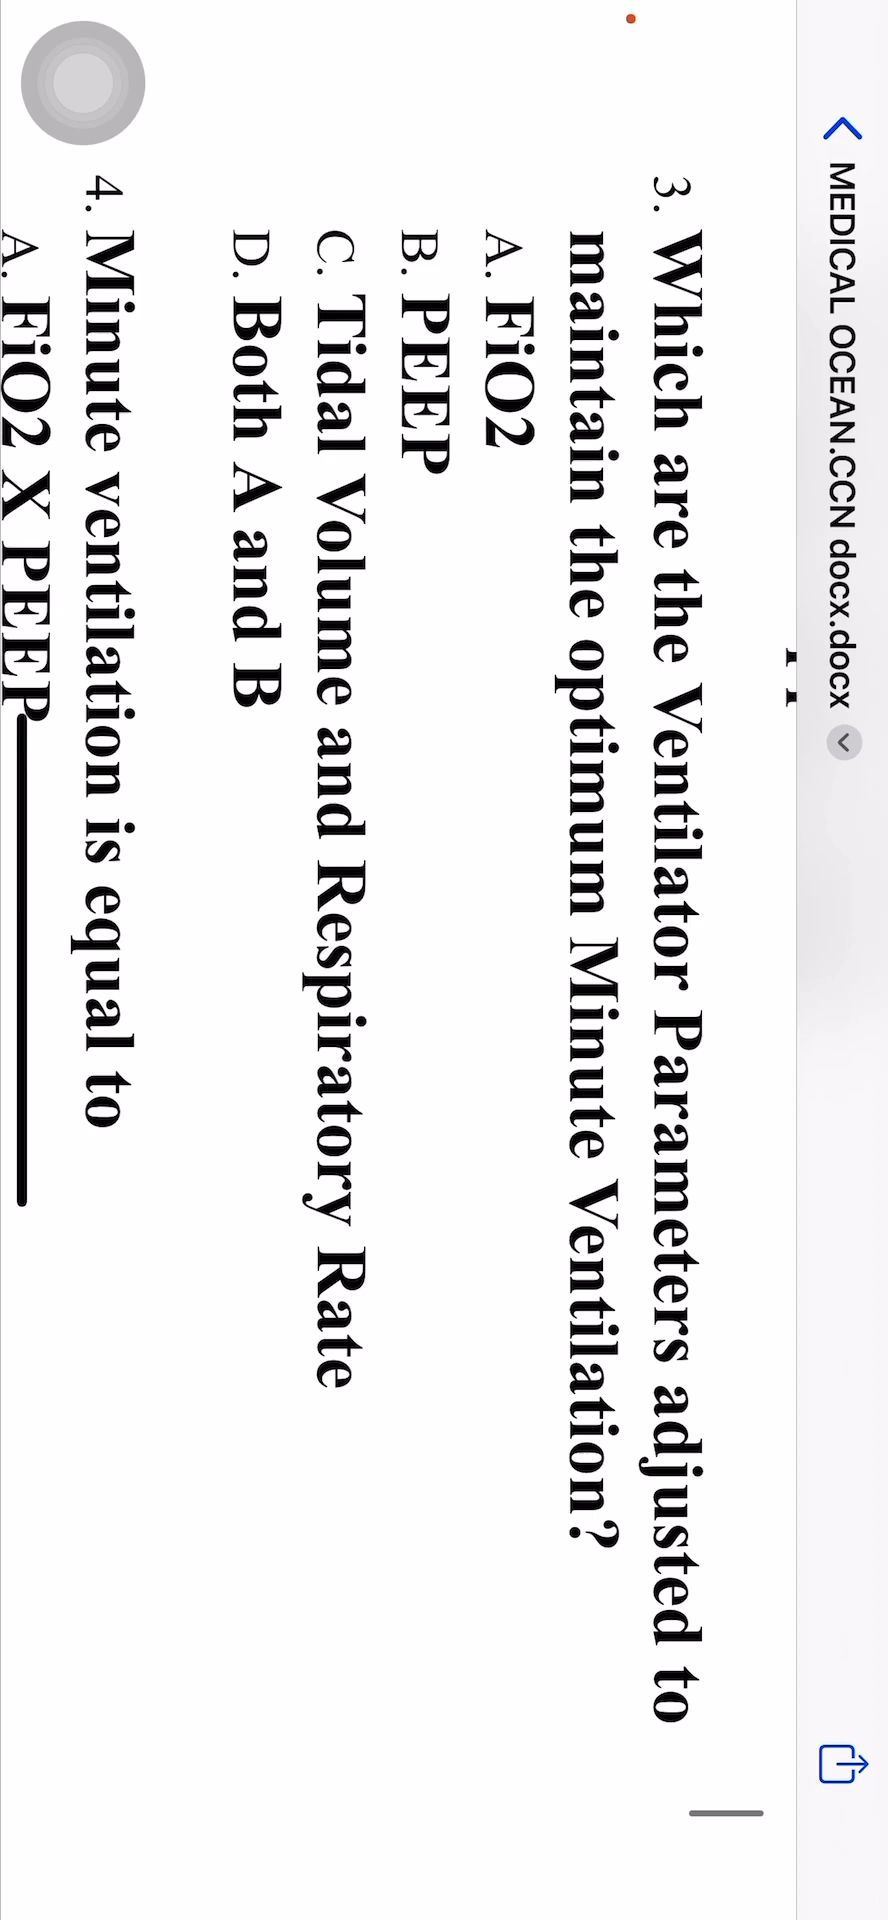 MEDICAL OCEAN.CCN docx.docx
3. Which are the Ventilator Parameters adjusted to
maintain the optimum Minute Ventilation?
A. FiO2
B. PEEP
C. Tidal Volume and Respiratory Rate
D. Both A and B
4. Minute ventilation is equal to
A. FiO2 X PEEP